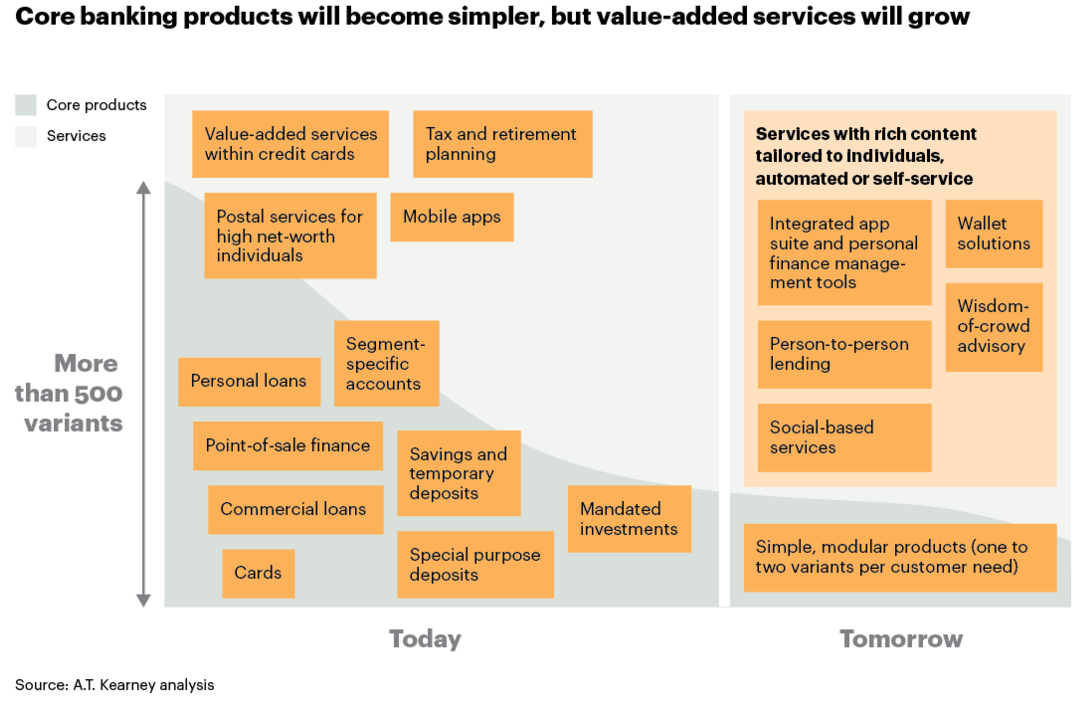 Core banking products will become simpler, but value-added services will grow
Core products
Services
More
than 500
variants
Value-added services
within credit cards
Tax and retirement
planning
Postal services for
high net-worth
individuals
Mobile apps
Segment-
specific
accounts
Personal loans
Point-of-sale finance
Savings and
temporary
deposits
Commercial loans
Mandated
investments
Special purpose
deposits
Cards
Today
Services with rich content
tailored to individuals,
automated or self-service
Integrated app
suite and personal
finance manage-
ment tools
Wallet
solutions
Wisdom-
of-crowd
advisory
Person-to-person
lending
Social-based
services
Simple, modular products (one to
two variants per customer need)
Tomorrow
Source: A.T. Kearney analysis